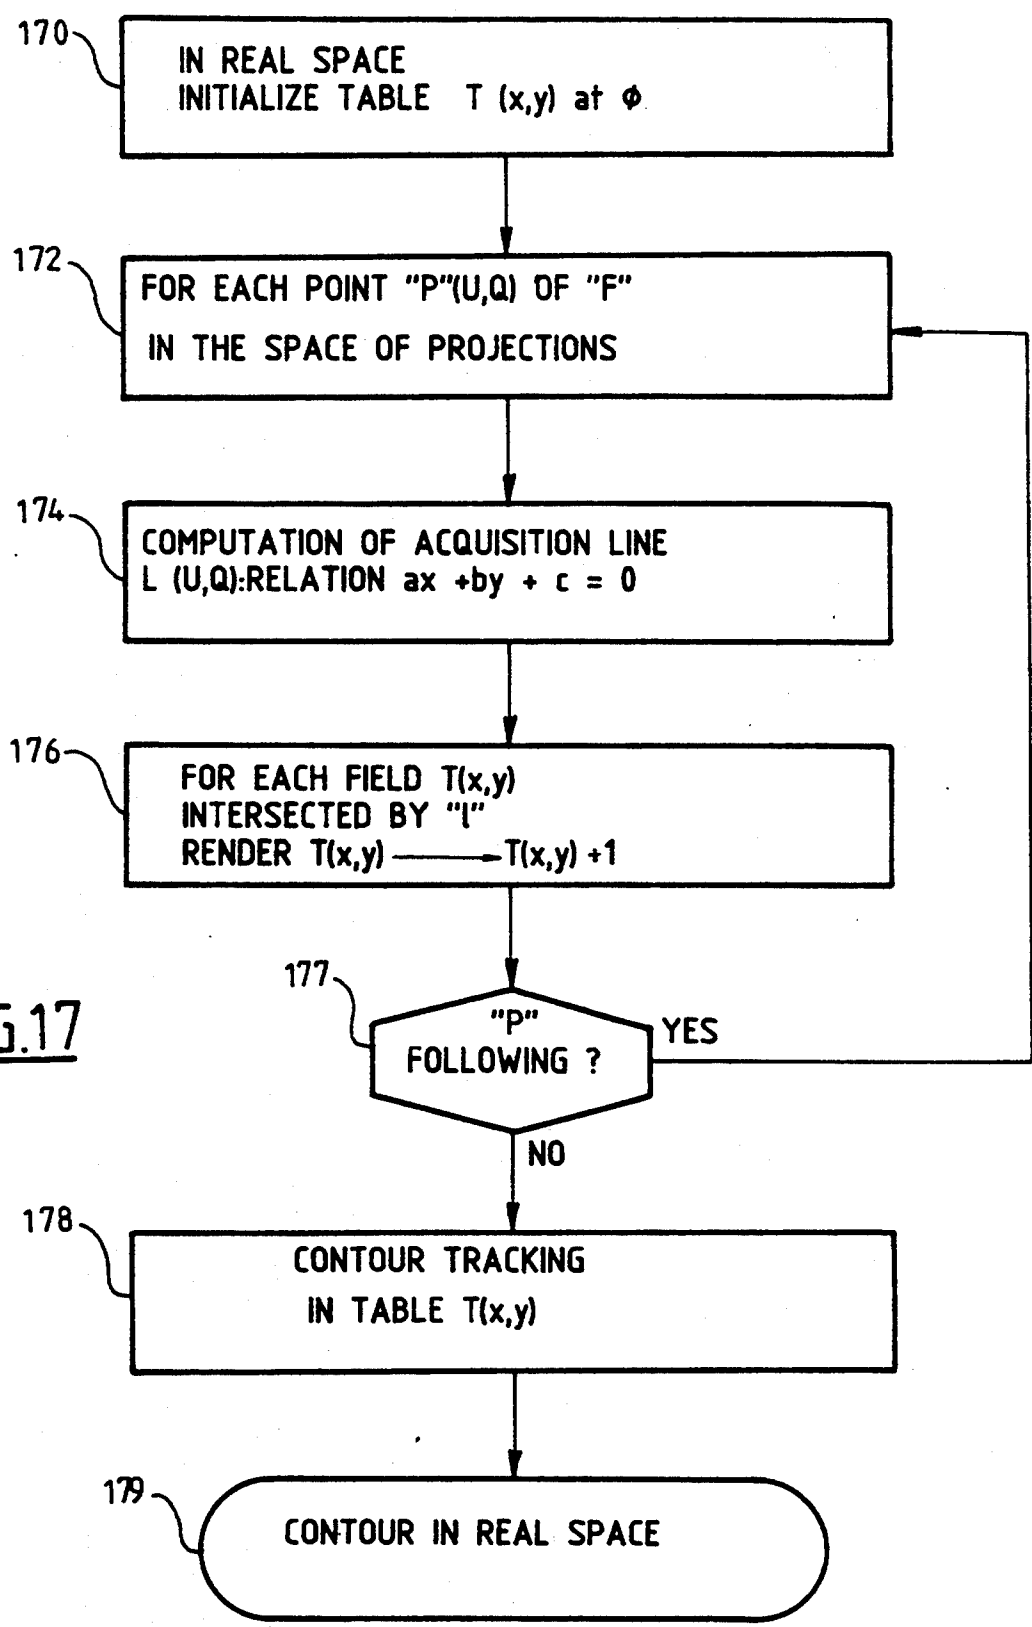 170
IN REAL SPACE
INITIALIZE TABLE T (x,y) at ϕ
172
FOR EACH POINT "P"(U,Q) OF "F"
IN THE SPACE OF PROJECTIONS
174
COMPUTATION OF ACQUISITION LINE
L (U,Q):RELATION ax +by + c = 0
176
FOR EACH FIELD T(x,y)
INTERSECTED BY "l"
RENDER T(x,y) → T(x,y) +1
177
"P"
FOLLOWING ?
YES
G.17
NO
178
CONTOUR TRACKING
IN TABLE T(x,y)
179
CONTOUR IN REAL SPACE